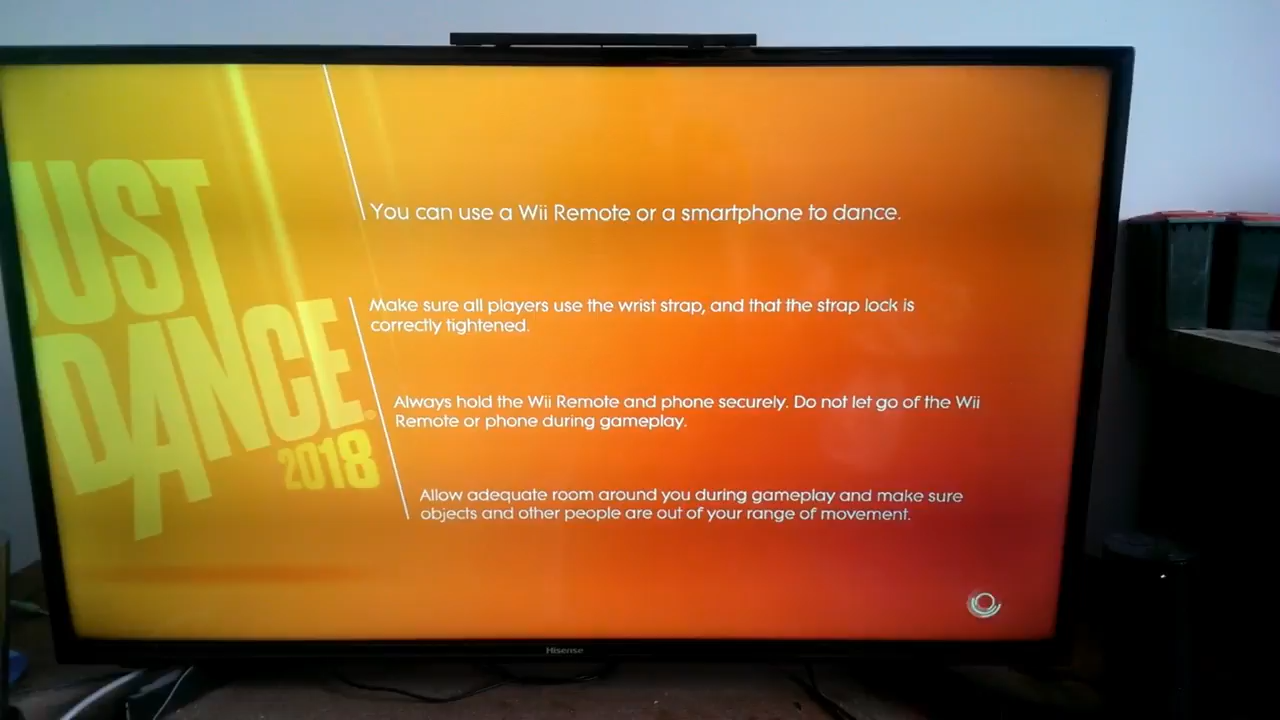 JUST
DANCE
2018
You can use a Wii Remote or a smartphone to dance.
Make sure all players use the wrist strap, and that the strap lock is
correctly tightened.
Always hold the Wii Remote and phone securely. Do not let go of the Wii
Remote or phone during gameplay.
Allow adequate room around you during gameplay and make sure
objects and other people are out of your range of movement.
Hisense